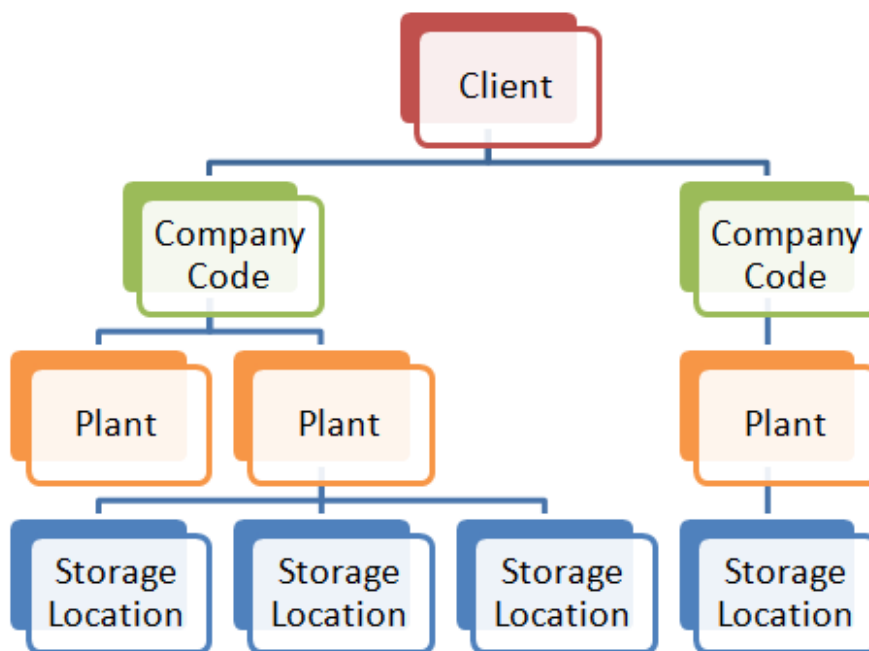 Client
Company
Code
Company
Code
Plant
Plant
Plant
Storage
Location
Storage
Location
Storage
Location
Storage
Location